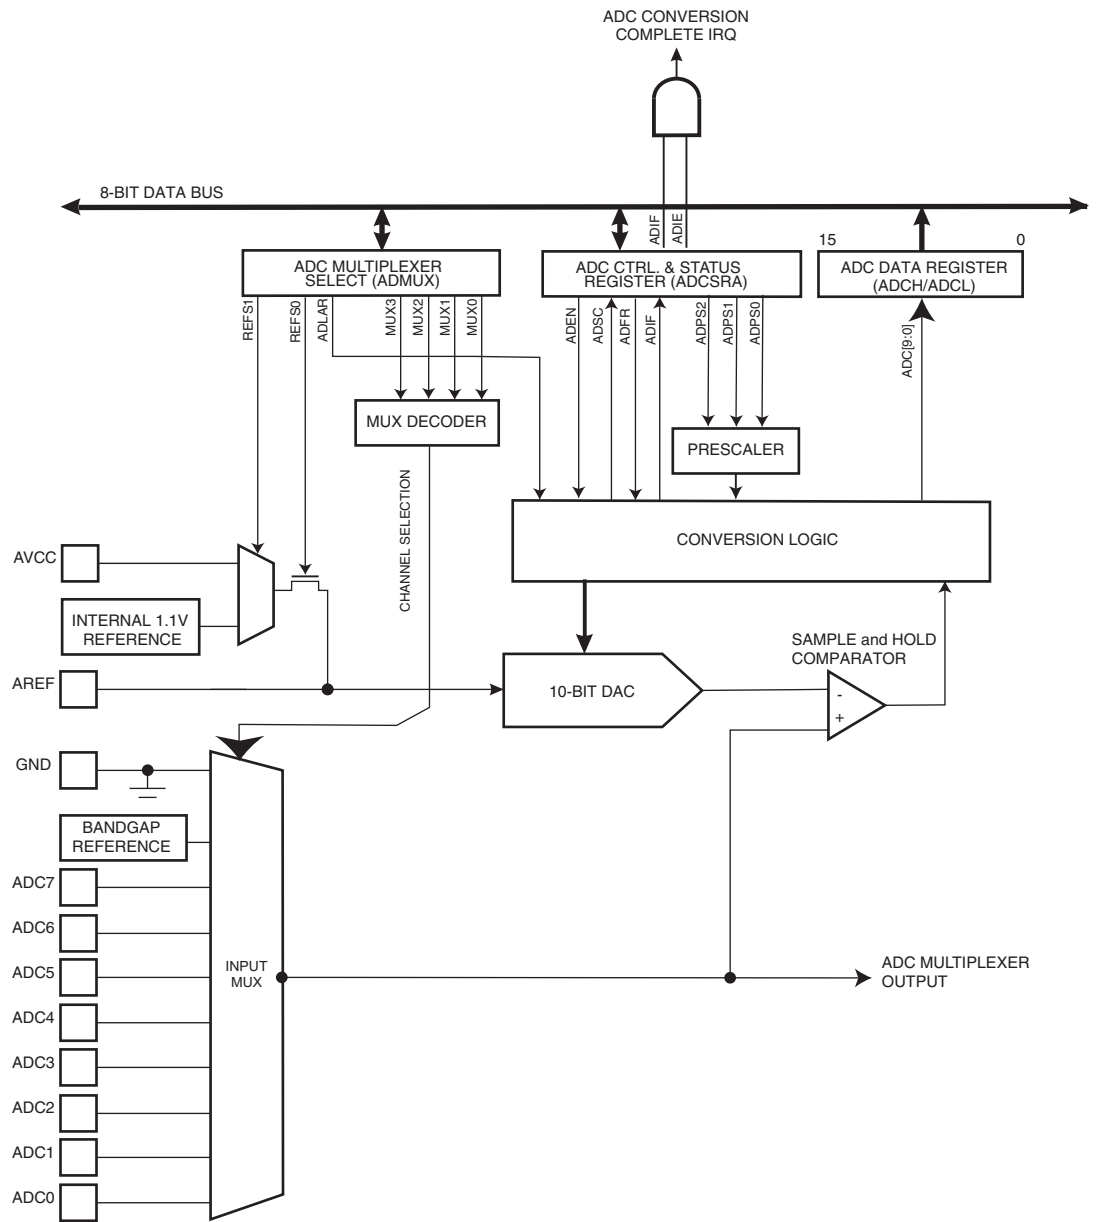 ADC CONVERSION
COMPLETE IRQ
8-BIT DATA BUS
ADIF
ADIE
15
0
ADC MULTIPLEXER
SELECT (ADMUX)
ADC CTRL. & STATUS
REGISTER (ADCSRA)
ADC DATA REGISTER
(ADCH/ADCL)
REFS1
REFS0
ADLAR
MUX3
MUX2
MUX1
MUX0
ADEN
ADSC
ADFR
ADIF
ADPS2
ADPS1
ADPS0
ADC[9:0]
MUX DECODER
PRESCALER
CHANNEL SELECTION
CONVERSION LOGIC
AVCC
INTERNAL 1.1V
REFERENCE
SAMPLE and HOLD
COMPARATOR
AREF
10-BIT DAC
-
+
GND
BANDGAP
REFERENCE
ADC7
ADC6
ADC5
INPUT
MUX
ADC MULTIPLEXER
OUTPUT
ADC4
ADC3
ADC2
ADC1
ADC0